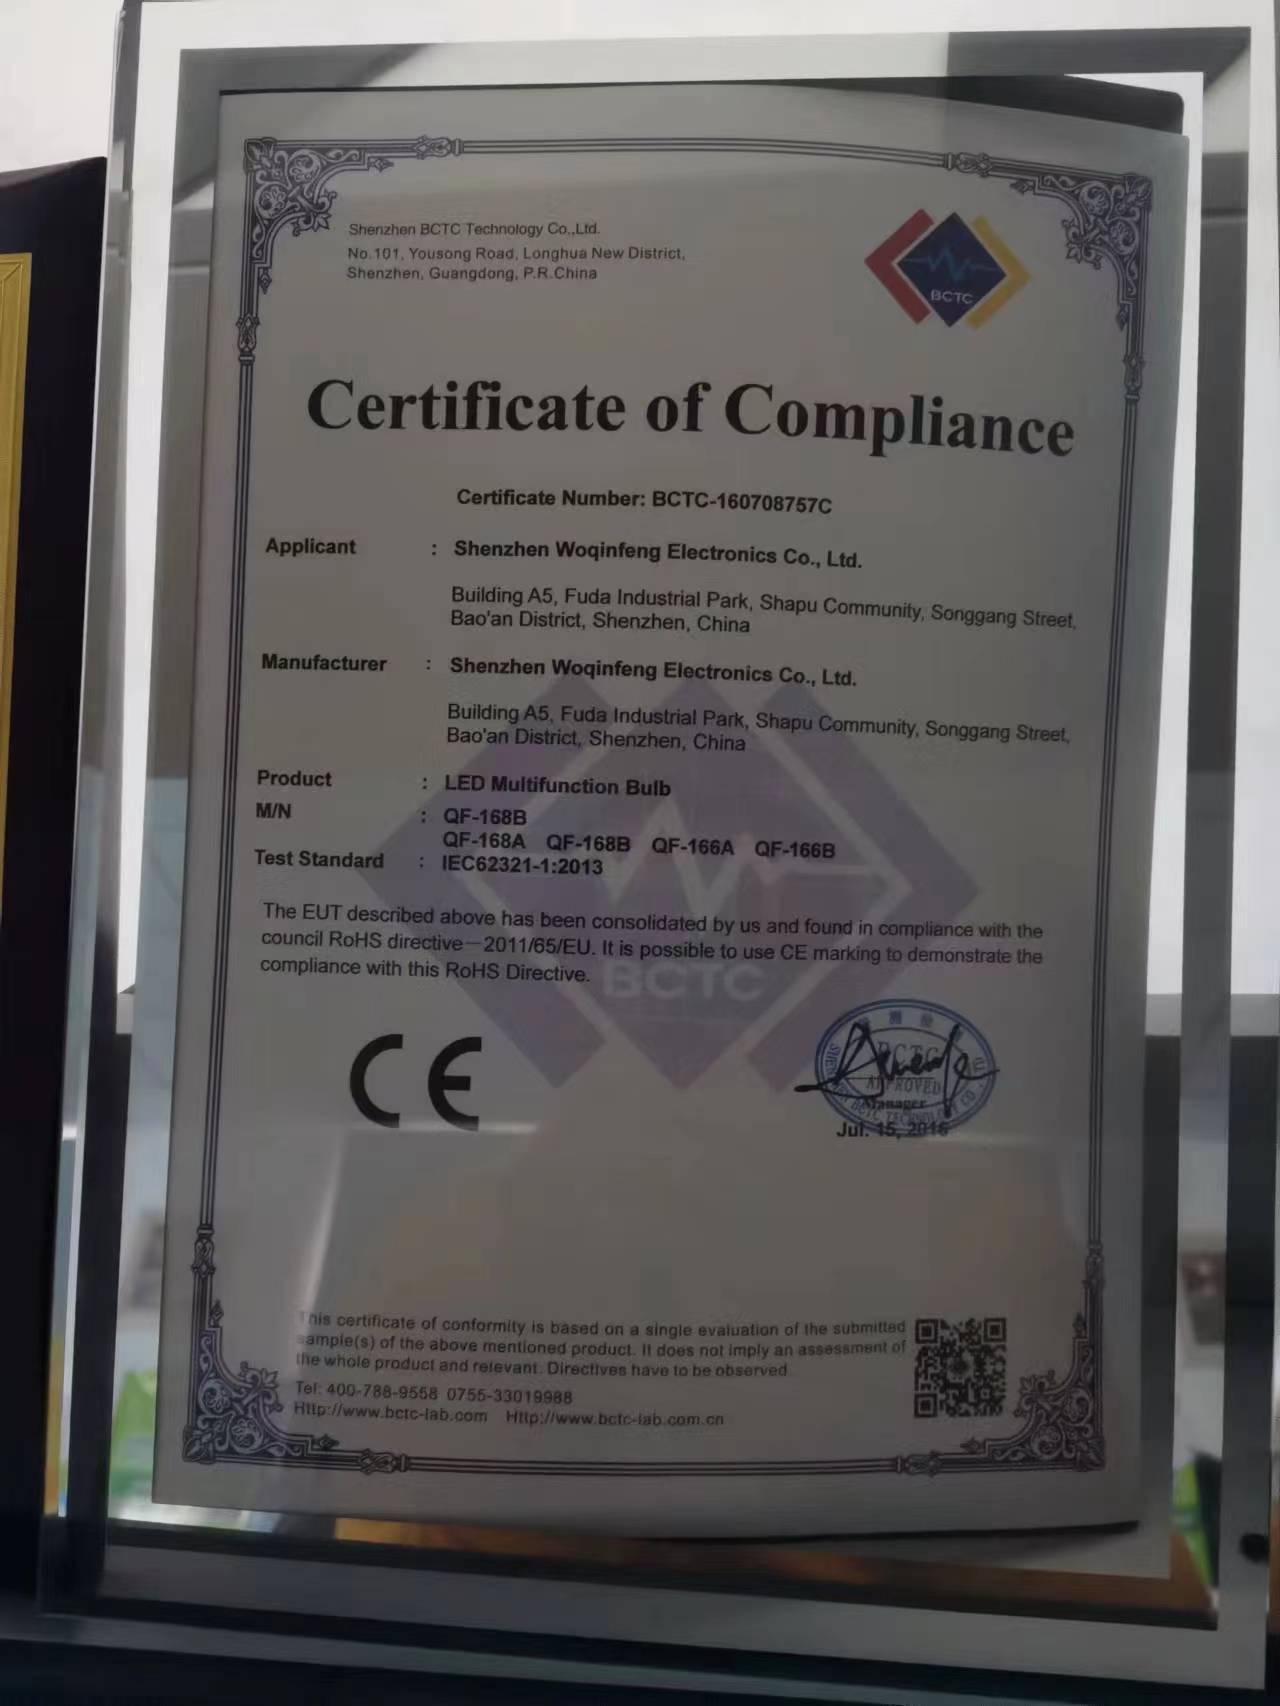 Shenzhen BCTC Technology Co.,Ltd.
No.101, Yousong Road, Longhua New District,
Shenzhen, Guangdong, P.R.China
BCTC
Certificate of Compliance
Certificate Number: BCTC-160708757C
Applicant : Shenzhen Woqinfeng Electronics Co., Ltd.
Building A5, Fuda Industrial Park, Shapu Community, Songgang Street,
Bao'an District, Shenzhen, China
Manufacturer : Shenzhen Woqinfeng Electronics Co., Ltd.
Building A5, Fuda Industrial Park, Shapu Community, Songgang Street,
Bao'an District, Shenzhen, China
Product : LED Multifunction Bulb
M/N : QF-168B
QF-168A QF-168B QF-166A QF-166B
Test Standard : IEC62321-1:2013
The EUT described above has been consolidated by us and found in compliance with the
council RoHS directive－2011/65/EU. It is possible to use CE marking to demonstrate the
compliance with this RoHS Directive.
BCTC
CE
BCTC
APPROVED
Manager
Jul. 15, 2016
This certificate of conformity is based on a single evaluation of the submitted
sample(s) of the above mentioned product. It does not imply an assessment of
the whole product and relevant. Directives have to be observed
Tel: 400-788-9558 0755-33019988
Http://www.bctc-lab.com Http://www.bctc-lab.com.cn